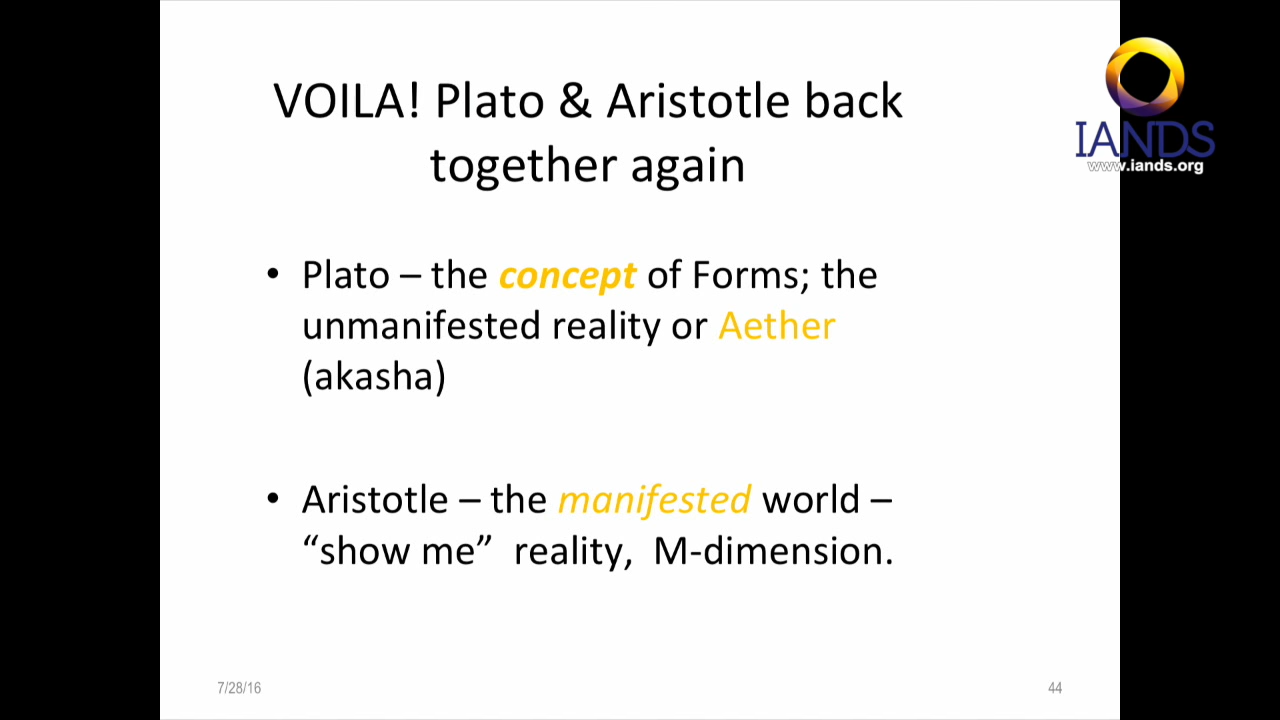 VOILA! Plato & Aristotle back
together again
IANDS
www.iands.org
• Plato – the concept of Forms; the
unmanifested reality or Aether
(akasha)
• Aristotle – the manifested world –
“show me”  reality,  M-dimension.
7/28/16
44